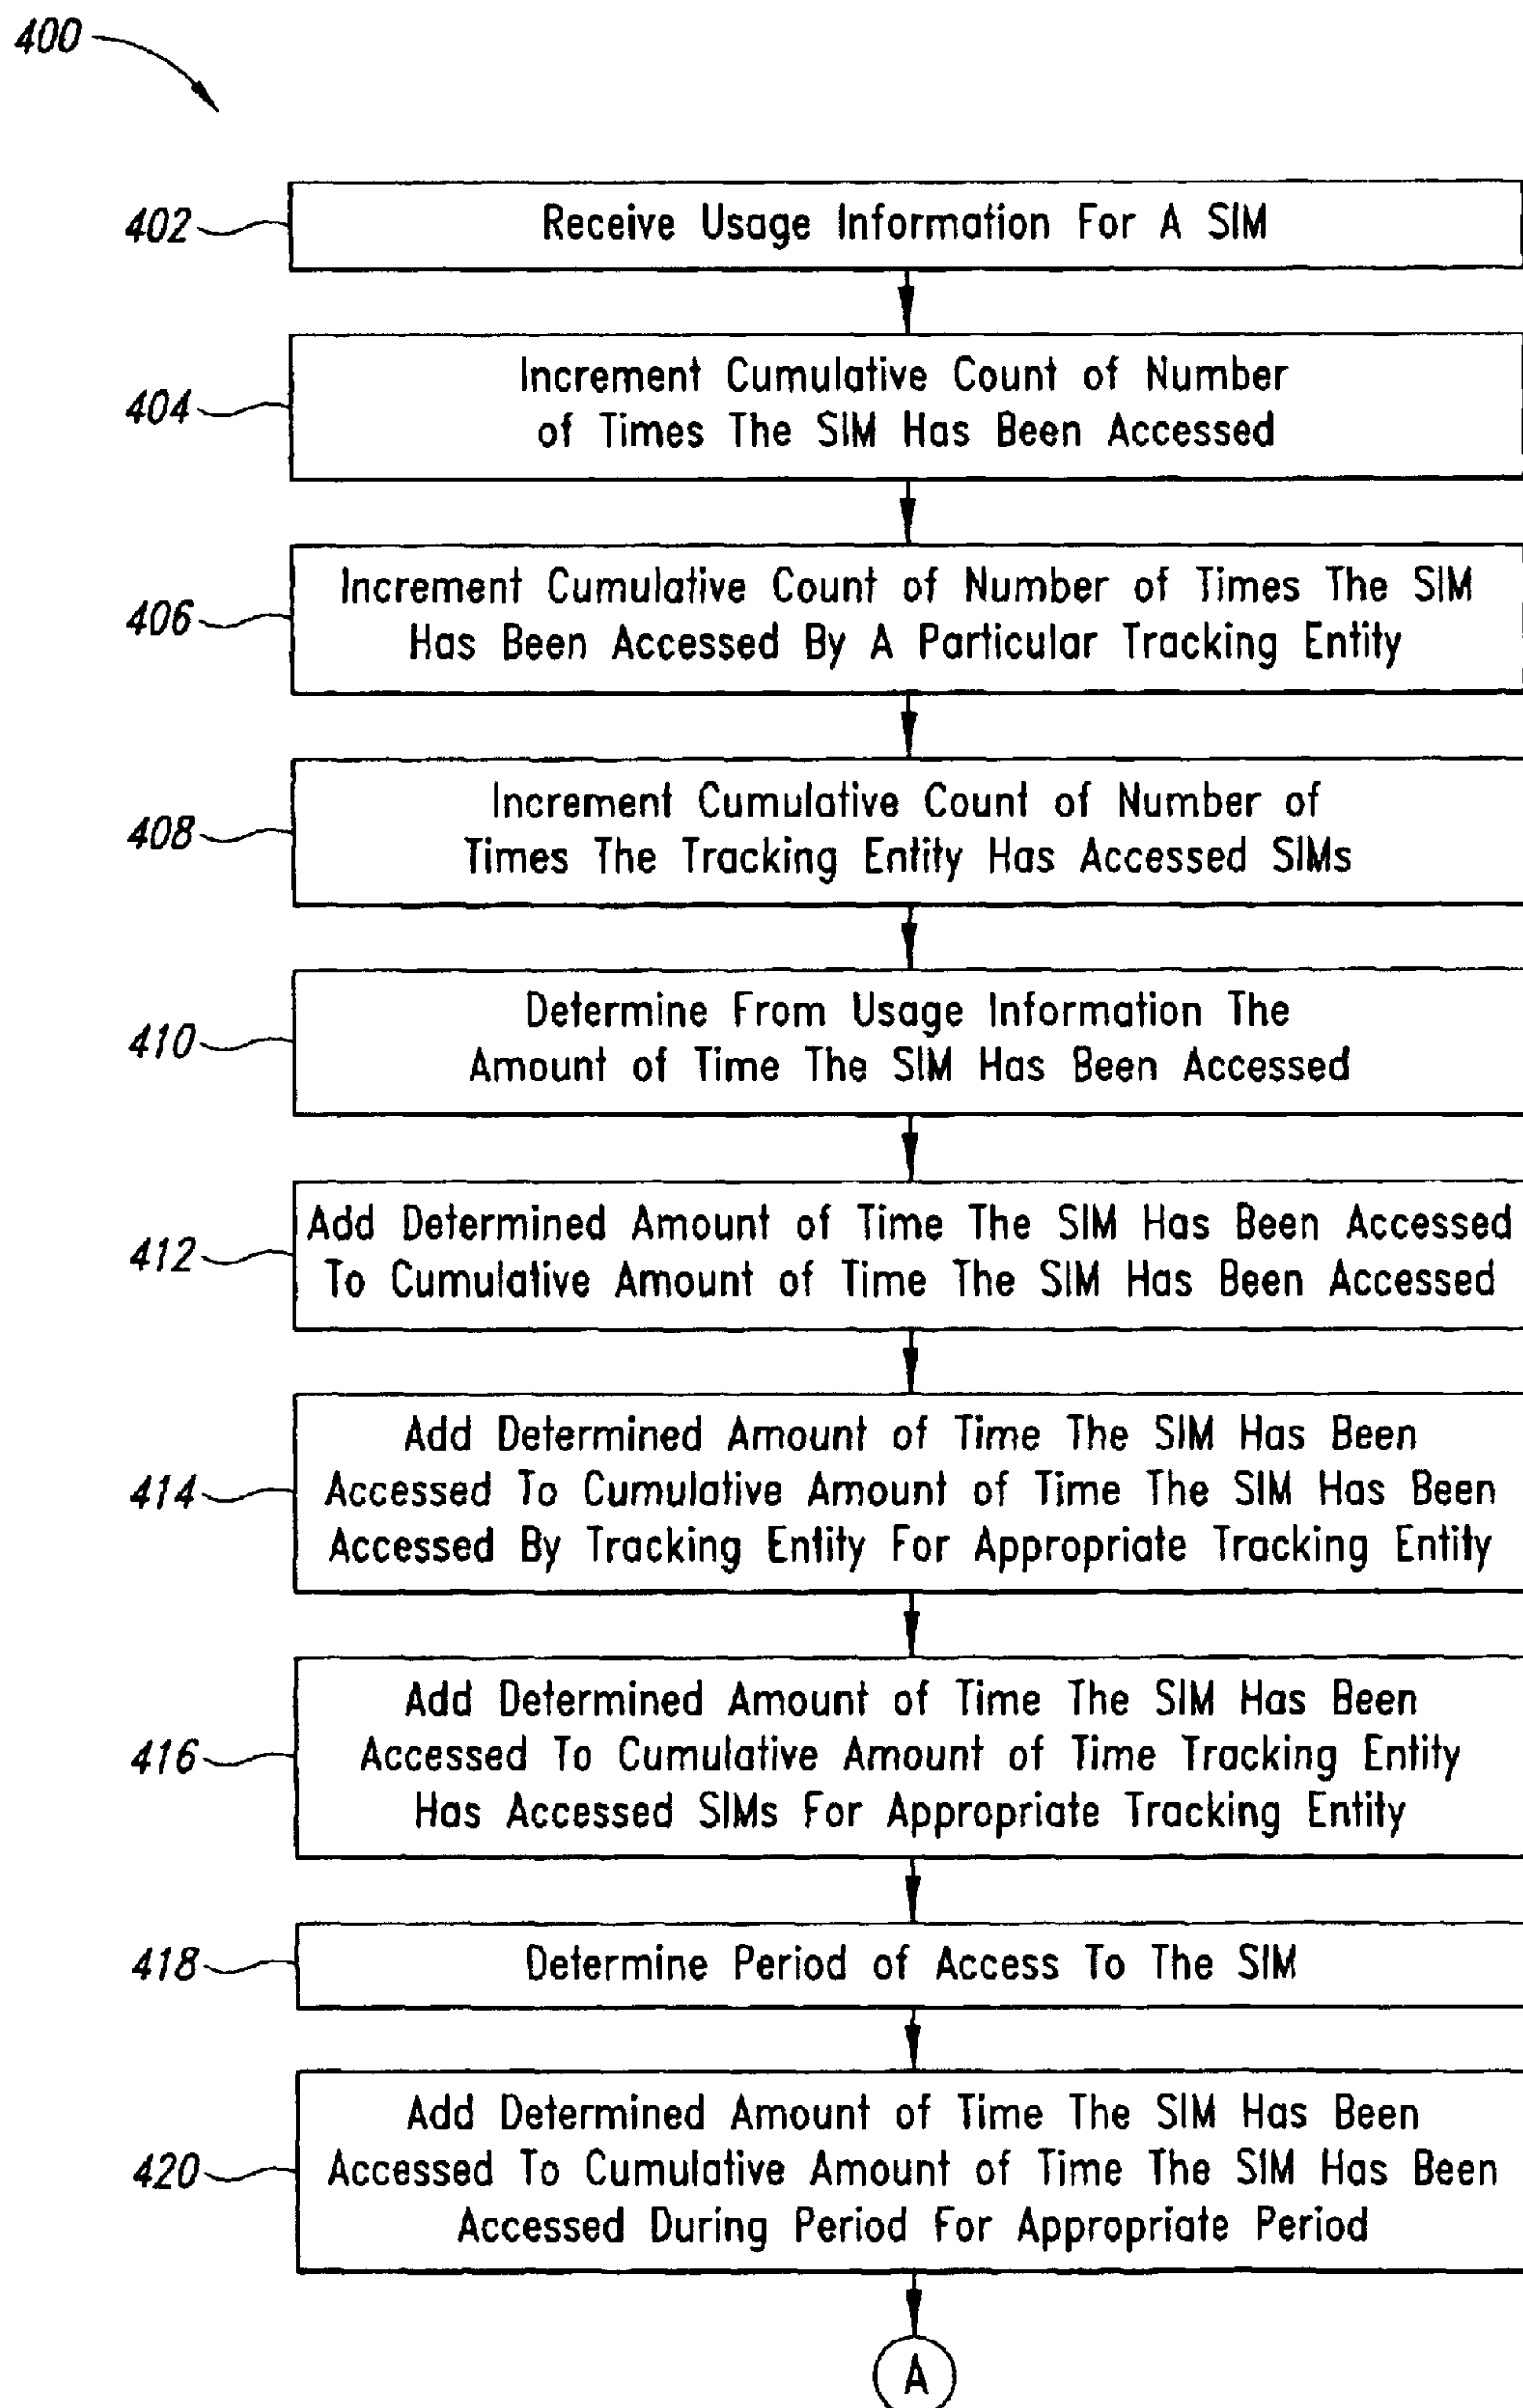 400
402
Receive Usage Information For A SIM
404
Increment Cumulative Count of Number
of Times The SIM Has Been Accessed
406
Increment Cumulative Count of Number of Times The SIM
Has Been Accessed By A Particular Tracking Entity
408
Increment Cumulative Count of Number of
Times The Tracking Entity Has Accessed SIMs
410
Determine From Usage Information The
Amount of Time The SIM Has Been Accessed
412
Add Determined Amount of Time The SIM Has Been Accessed
To Cumulative Amount of Time The SIM Has Been Accessed
414
Add Determined Amount of Time The SIM Has Been
Accessed To Cumulative Amount of Time The SIM Has Been
Accessed By Tracking Entity For Appropriate Tracking Entity
416
Add Determined Amount of Time The SIM Has Been
Accessed To Cumulative Amount of Time Tracking Entity
Has Accessed SIMs For Appropriate Tracking Entity
418
Determine Period of Access To The SIM
420
Add Determined Amount of Time The SIM Has Been
Accessed To Cumulative Amount of Time The SIM Has Been
Accessed During Period For Appropriate Period
A